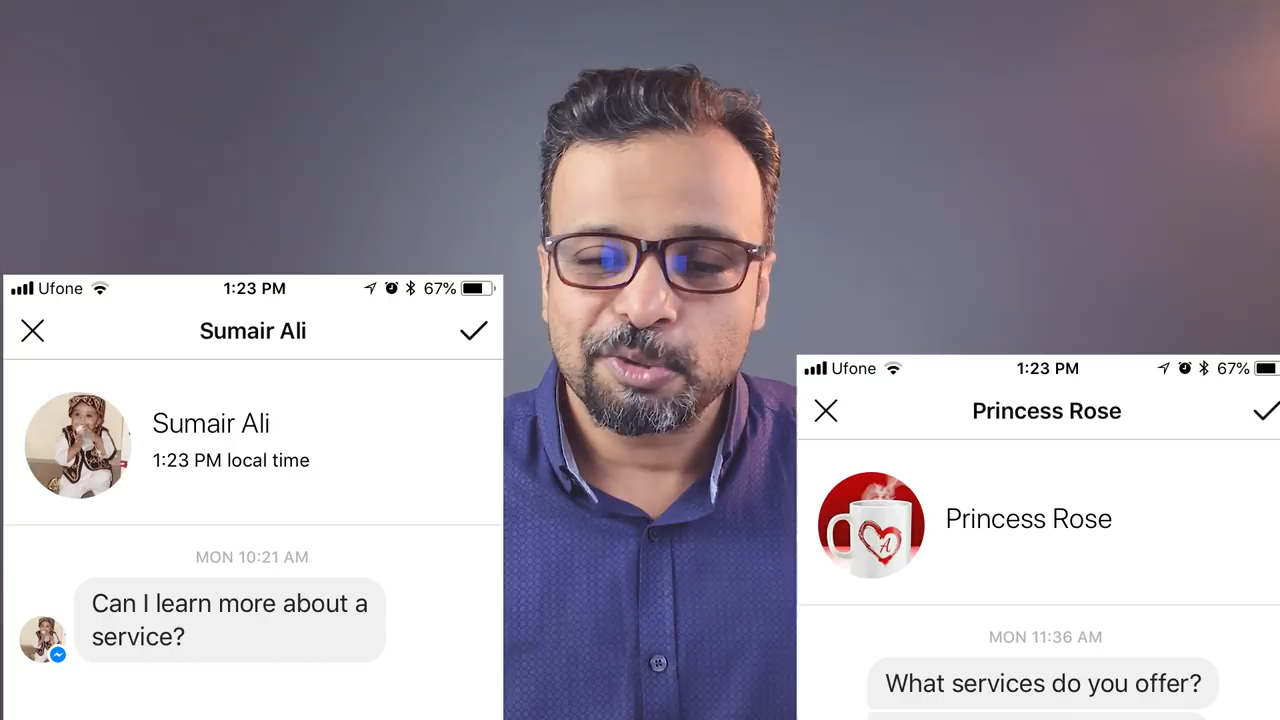 Ufone
1:23 PM
67%
Sumair Ali
Sumair Ali
1:23 PM local time
MON 10:21 AM
Can I learn more about a
service?
Ufone
1:23 PM
67%
Princess Rose
A
Princess Rose
MON 11:36 AM
What services do you offer?